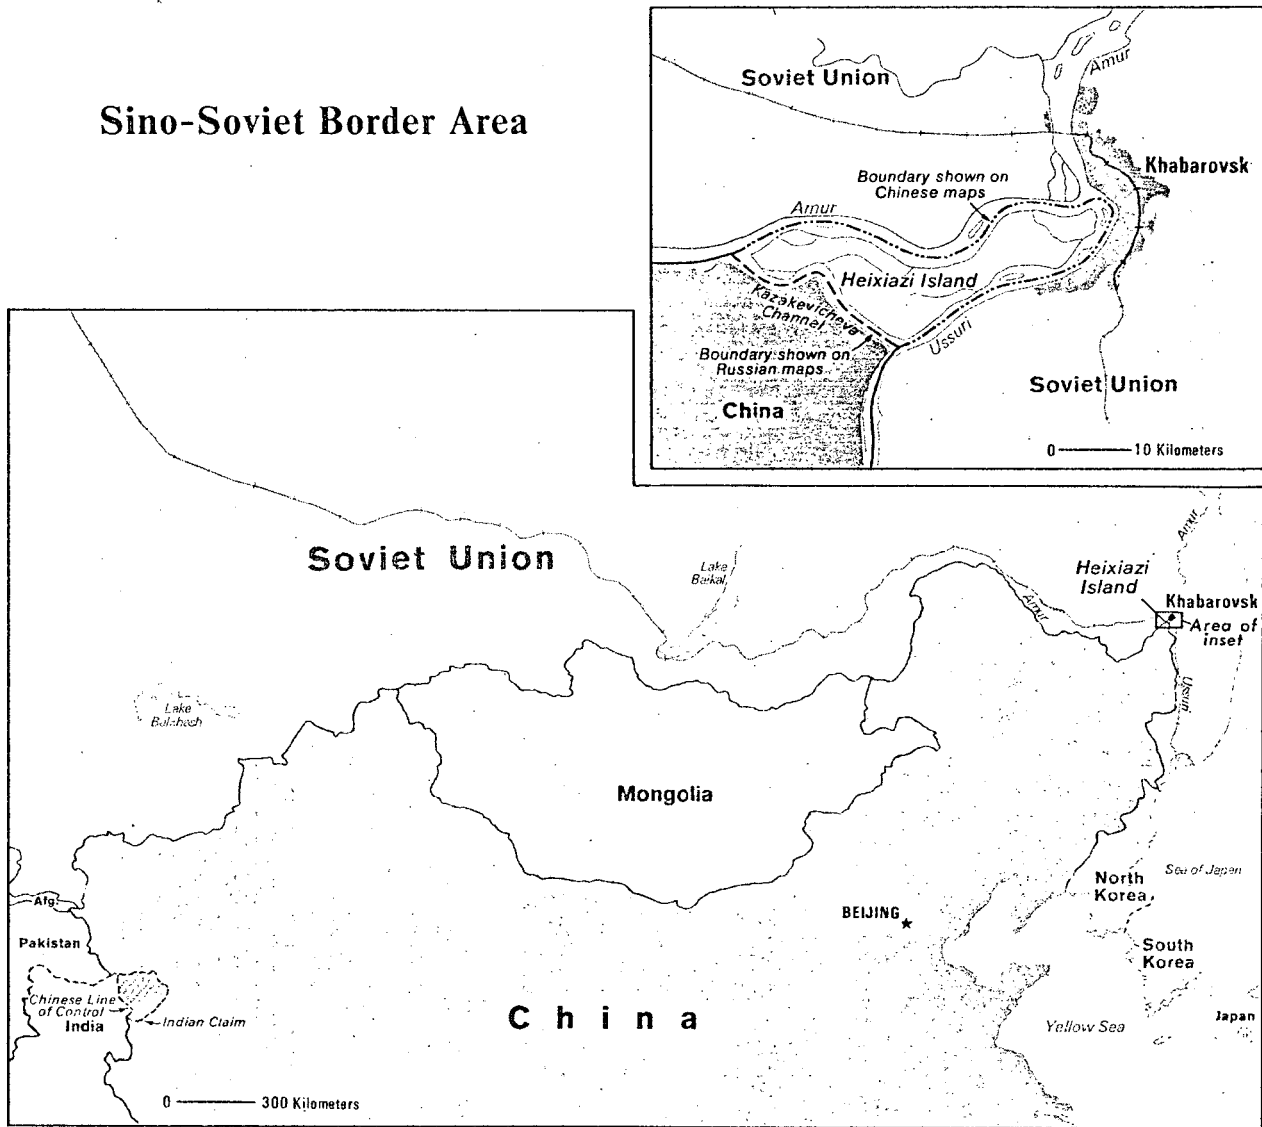 Sino-Soviet Border Area
Soviet Union
Amur
Khabarovsk
Boundary shown on
Chinese maps
Amur
Heixiazi Island
Kazakevicheva
Channel
Ussuri
Boundary shown on
Russian maps
Soviet Union
China
0 10 Kilometers
Soviet Union
Lake
Baikal
Amur
Amur
Heixiazi
Island
Khabarovsk
Area of
inset
Ussuri
Lake
Balkhash
Mongolia
Sea of Japan
North
Korea
BEIJING
Afg.
Pakistan
South
Korea
Chinese Line
of Control
India
Indian Claim
China
Yellow Sea
Japan
0 300 Kilometers